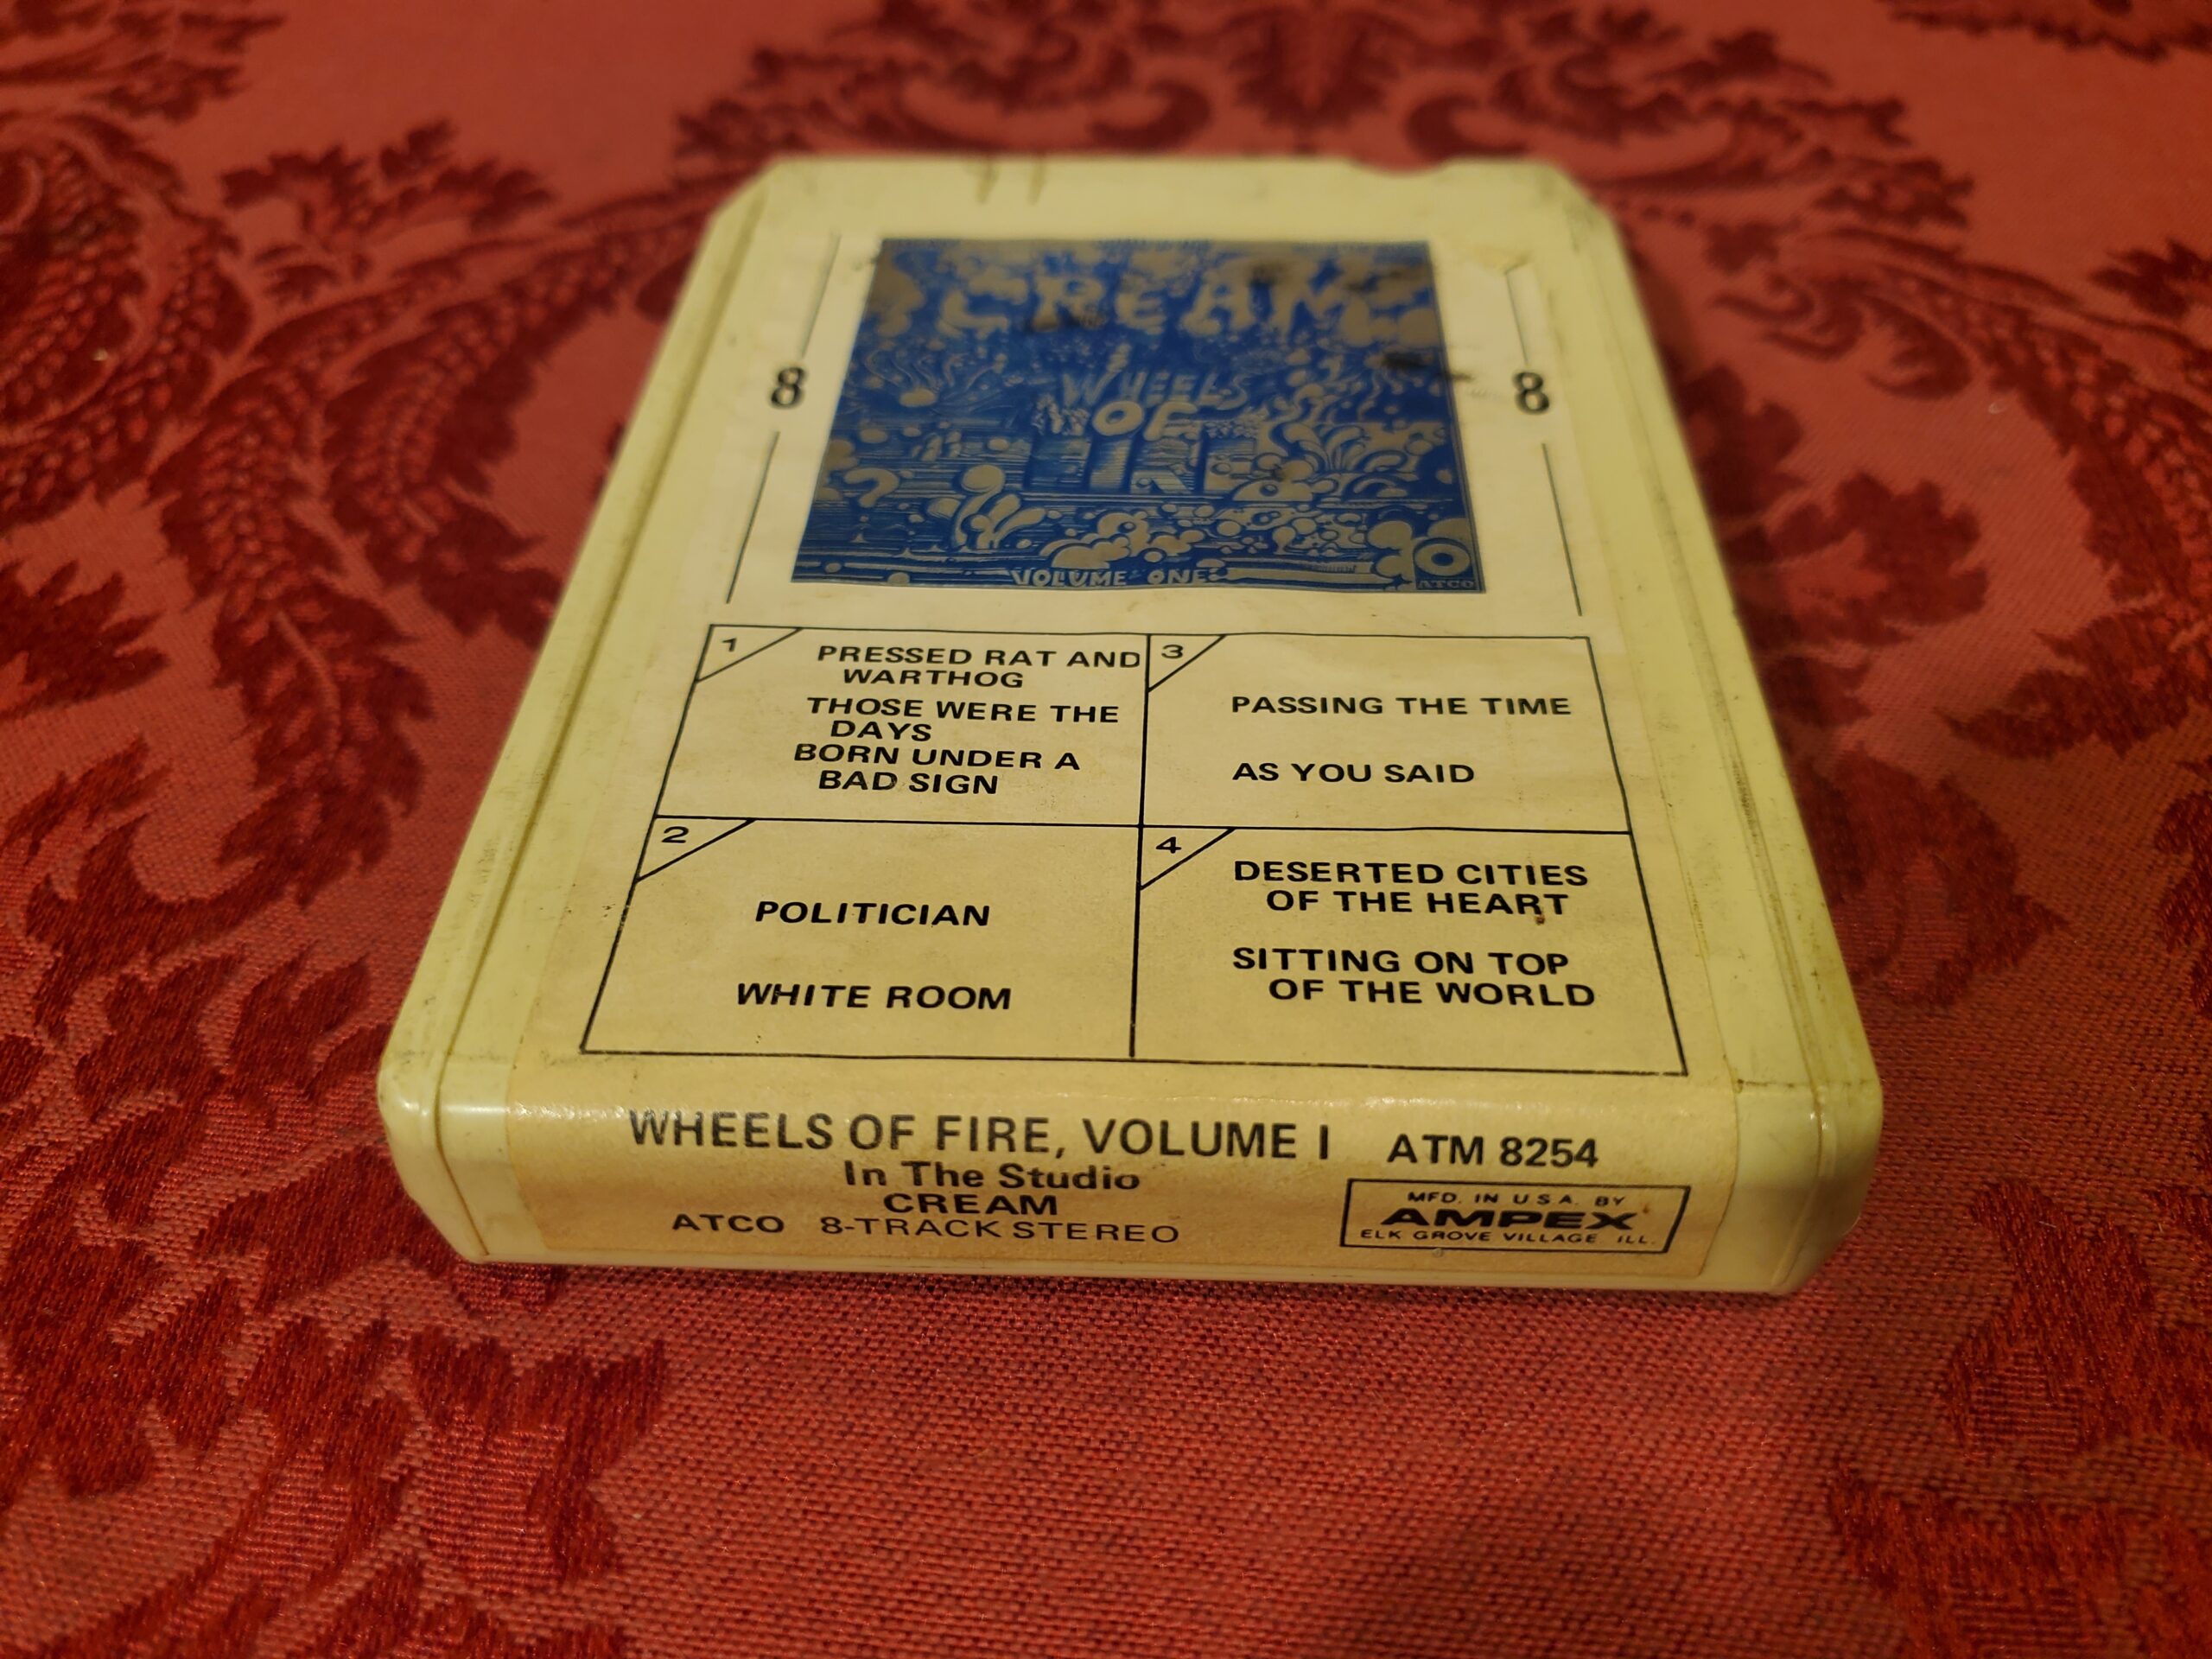 CREAM
WHEELS
OF
FIRE
VOLUME ONE
ATCO
8
8
1
PRESSED RAT AND
WARTHOG
THOSE WERE THE
DAYS
BORN UNDER A
BAD SIGN
2
POLITICIAN
WHITE ROOM
3
PASSING THE TIME
AS YOU SAID
4
DESERTED CITIES
OF THE HEART
SITTING ON TOP
OF THE WORLD
WHEELS OF FIRE, VOLUME I ATM 8254
In The Studio
CREAM
ATCO 8-TRACK STEREO
MFD. IN U.S.A. BY
AMPEX
ELK GROVE VILLAGE ILL.